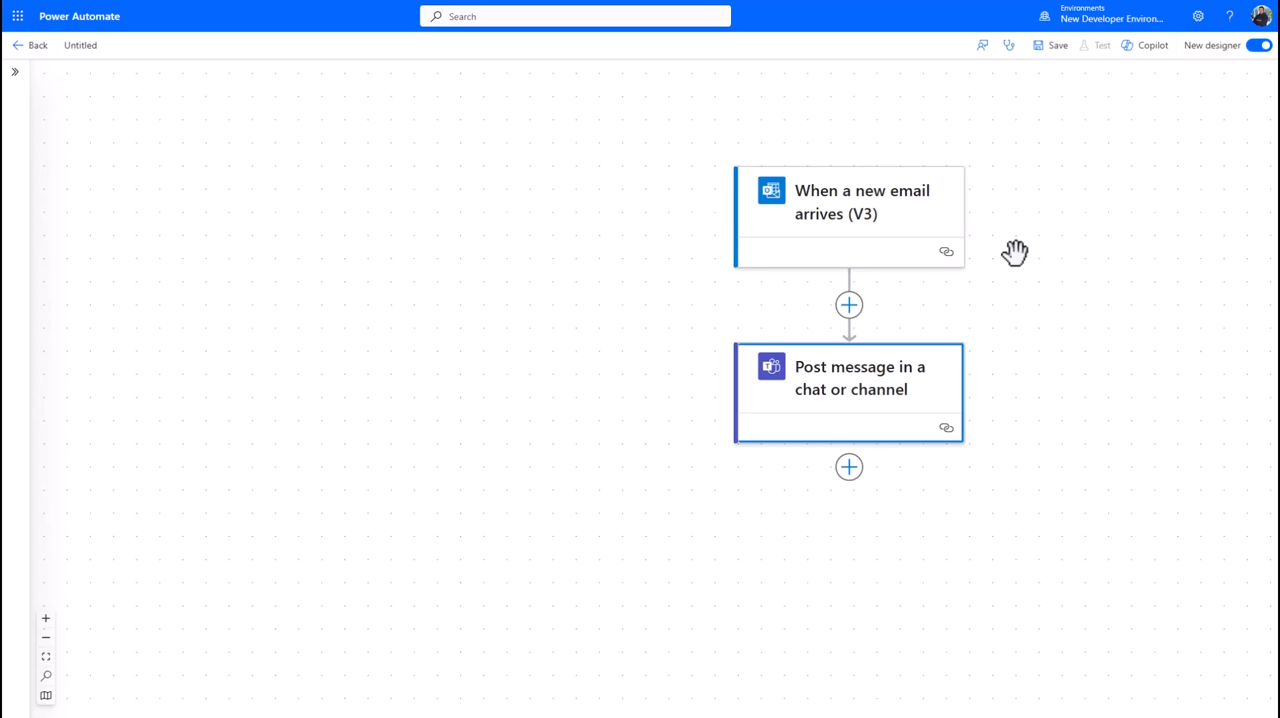 Power Automate
Search
Environments
New Developer Environ...
Back
Untitled
Save
Test
Copilot
New designer
When a new email
arrives (V3)
Post message in a
chat or channel